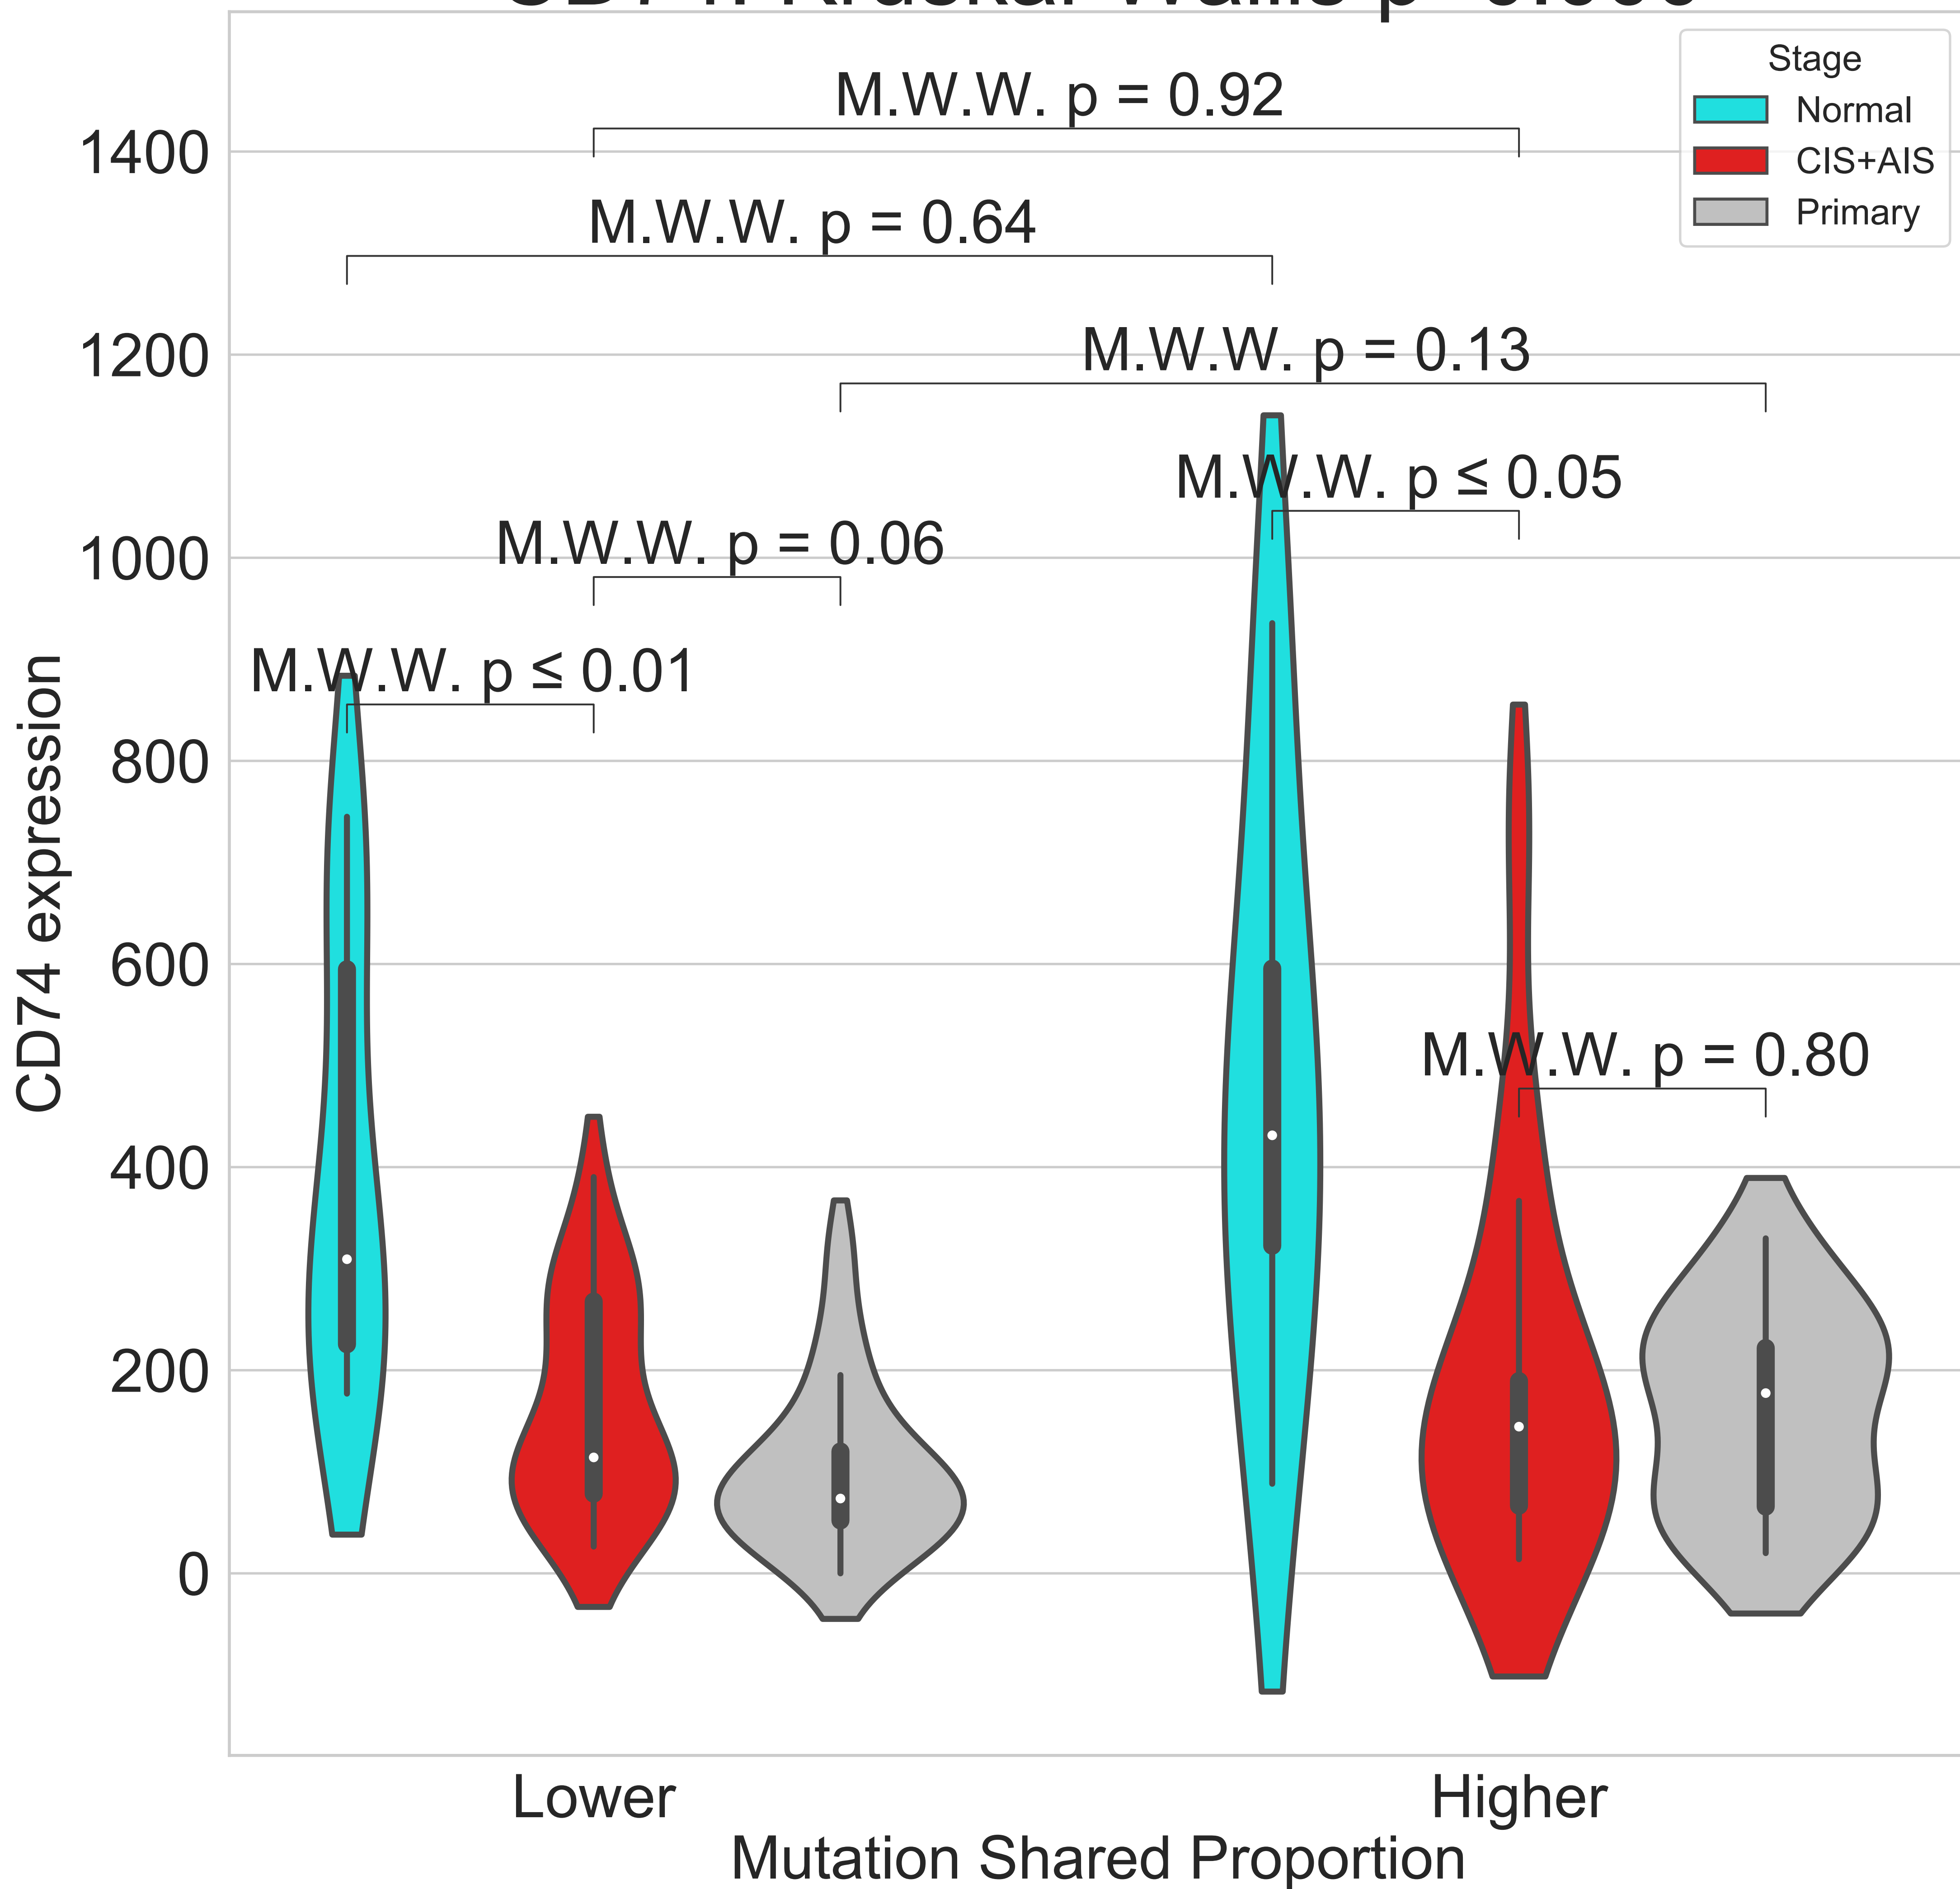 Stage
Normal
CIS+AIS
Primary
M.W.W. p = 0.92
M.W.W. p = 0.64
M.W.W. p = 0.13
M.W.W. p ≤ 0.05
M.W.W. p = 0.06
M.W.W. p ≤ 0.01
M.W.W. p = 0.80
1400
1200
1000
800
600
400
200
0
CD74 expression
Lower
Higher
Mutation Shared Proportion